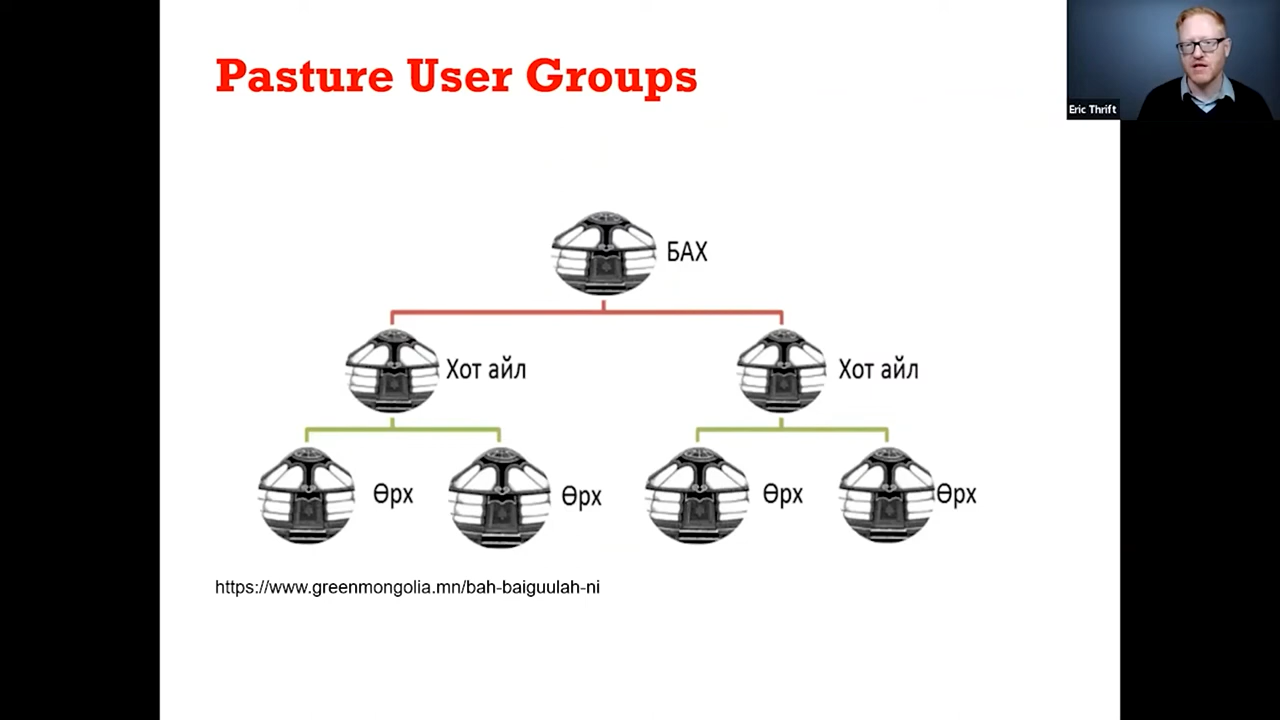 Pasture User Groups
Eric Thrift
БАХ
Хот айл
Хот айл
Өрх
Өрх
Өрх
Өрх
https://www.greenmongolia.mn/bah-baiguulah-ni